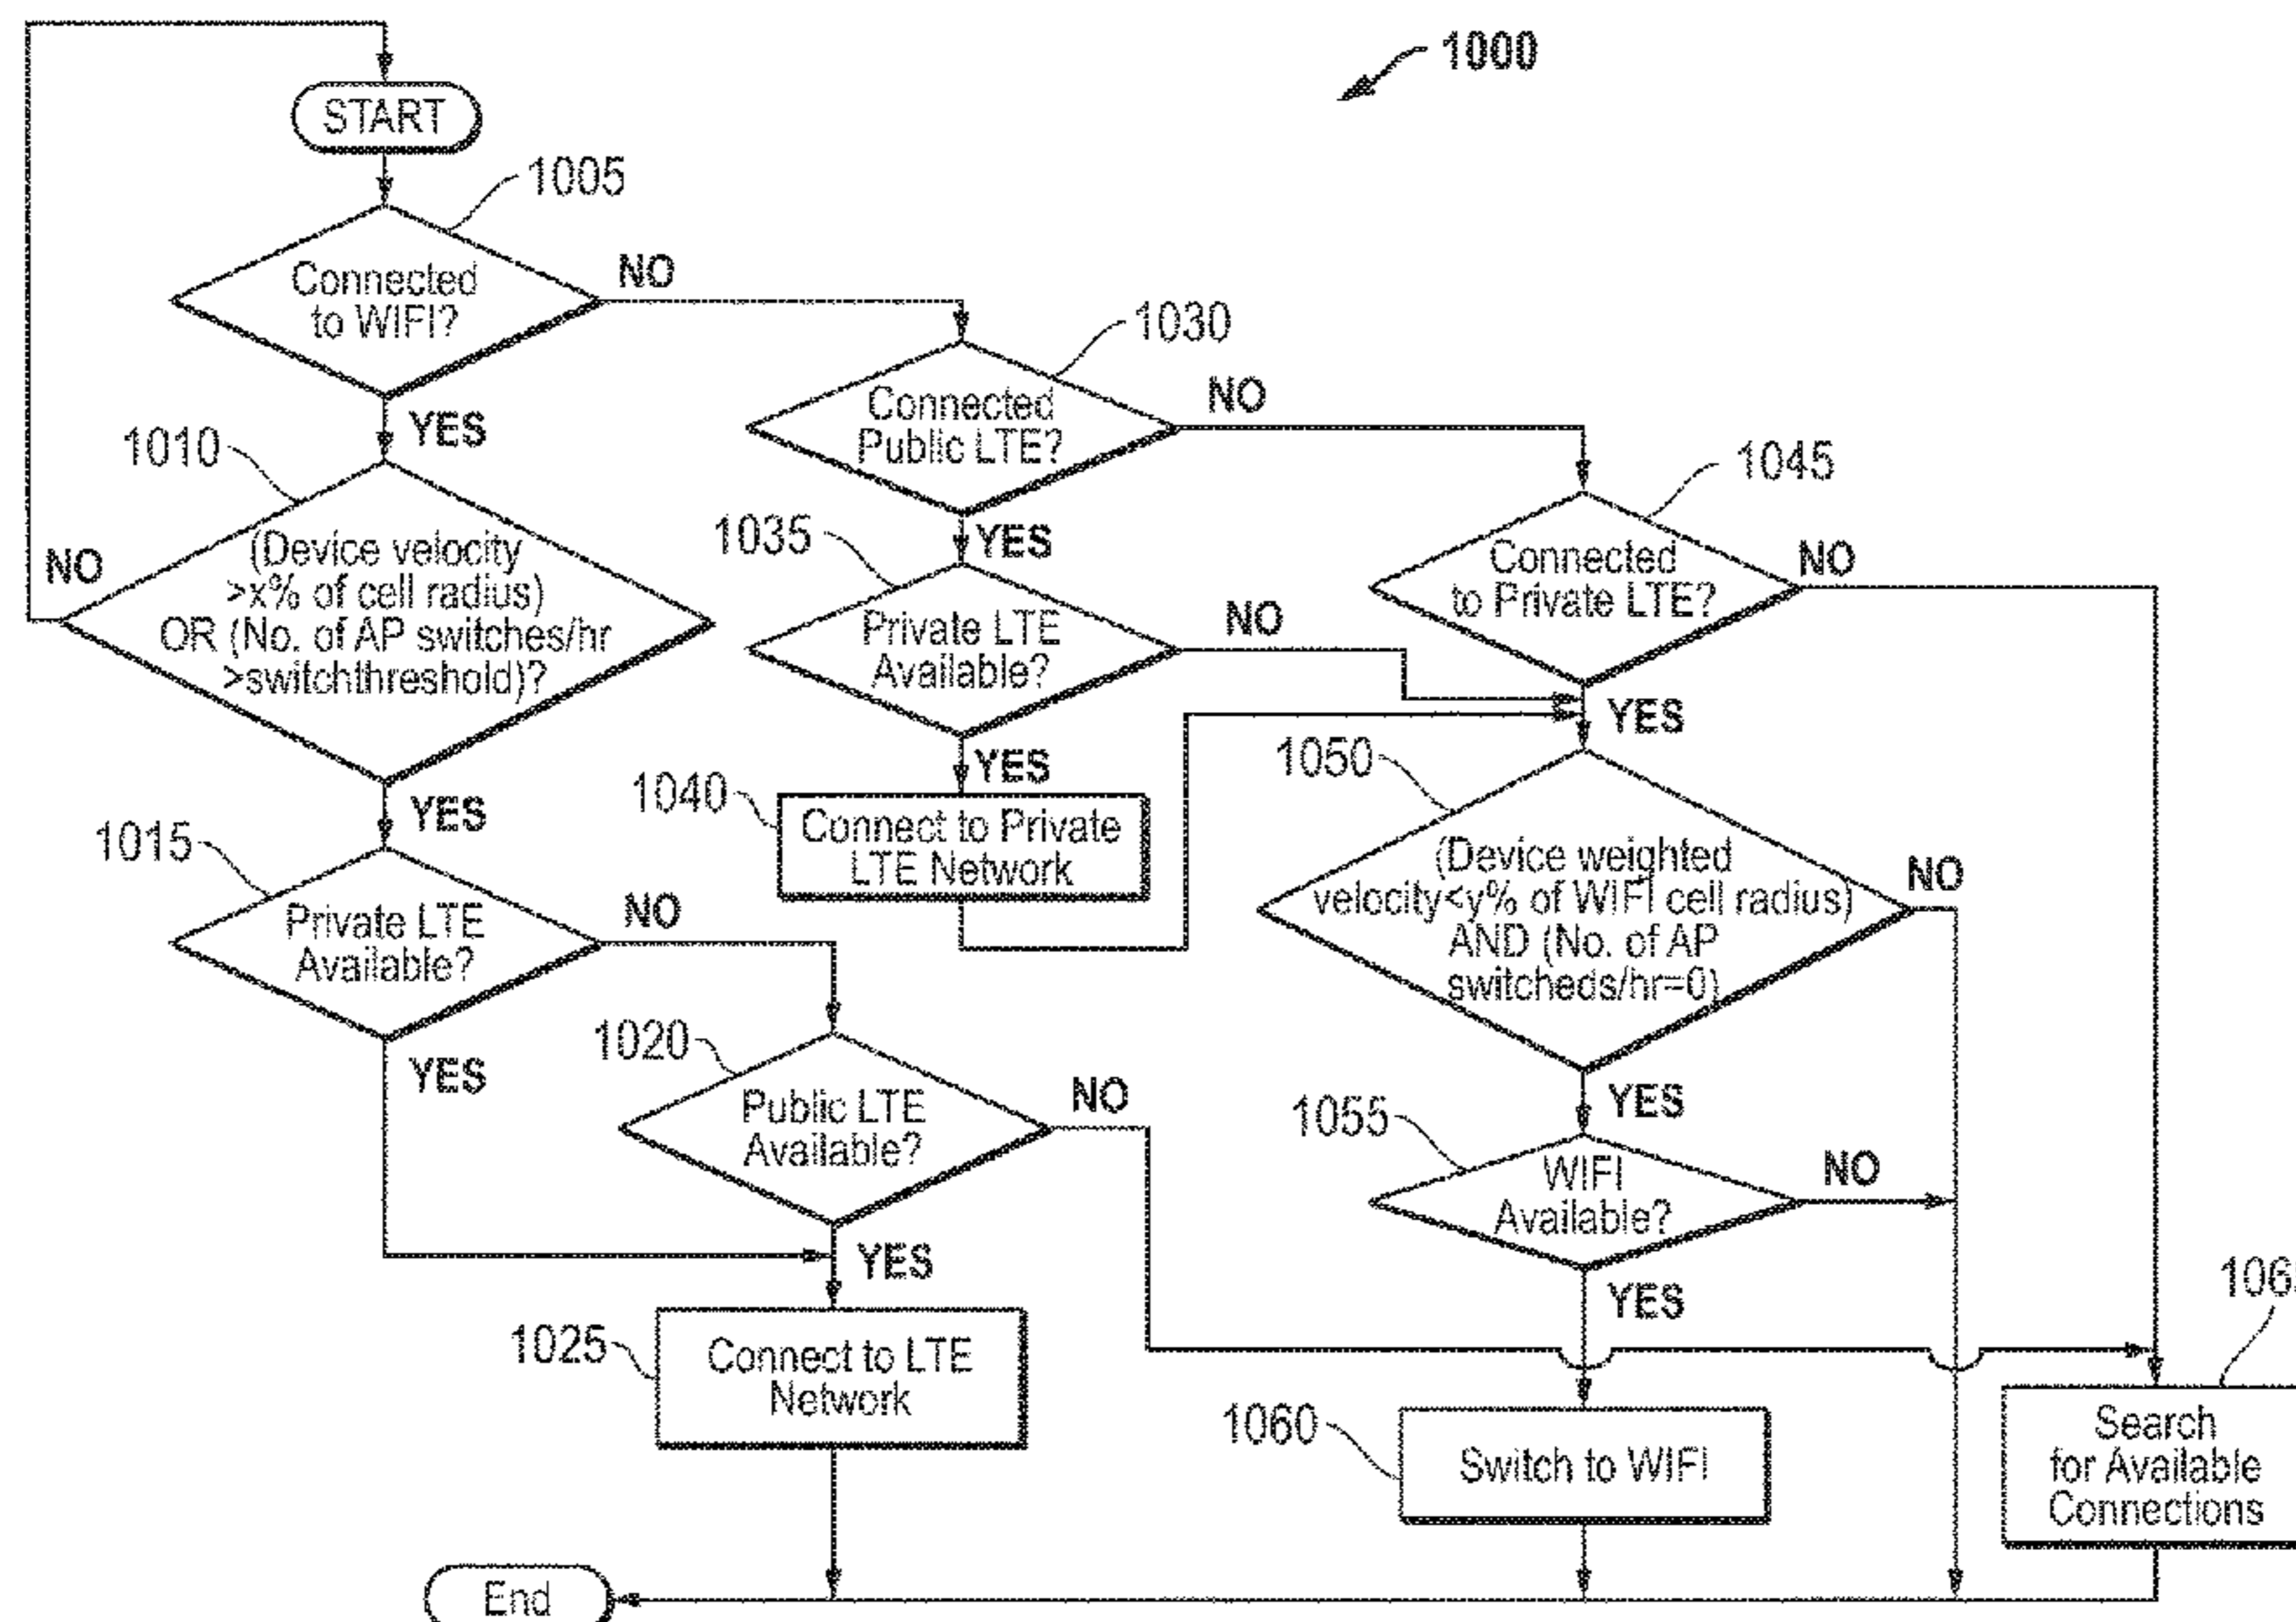 1000
START
1005
Connected
to WIFI?
NO
YES
1010
(Device velocity
>x% of cell radius)
OR (No. of AP switches/hr
>switchthreshold)?
NO
YES
1015
Private LTE
Available?
NO
YES
1020
Public LTE
Available?
NO
YES
1025
Connect to LTE
Network
1030
Connected
Public LTE?
NO
YES
1035
Private LTE
Available?
NO
YES
1040
Connect to Private
LTE Network
1045
Connected
to Private LTE?
NO
YES
1050
(Device weighted
velocity<y% of WIFI cell radius)
AND (No. of AP
switcheds/hr=0)
NO
YES
1055
WIFI
Available?
NO
YES
1060
Switch to WIFI
Search
for Available
Connections
End